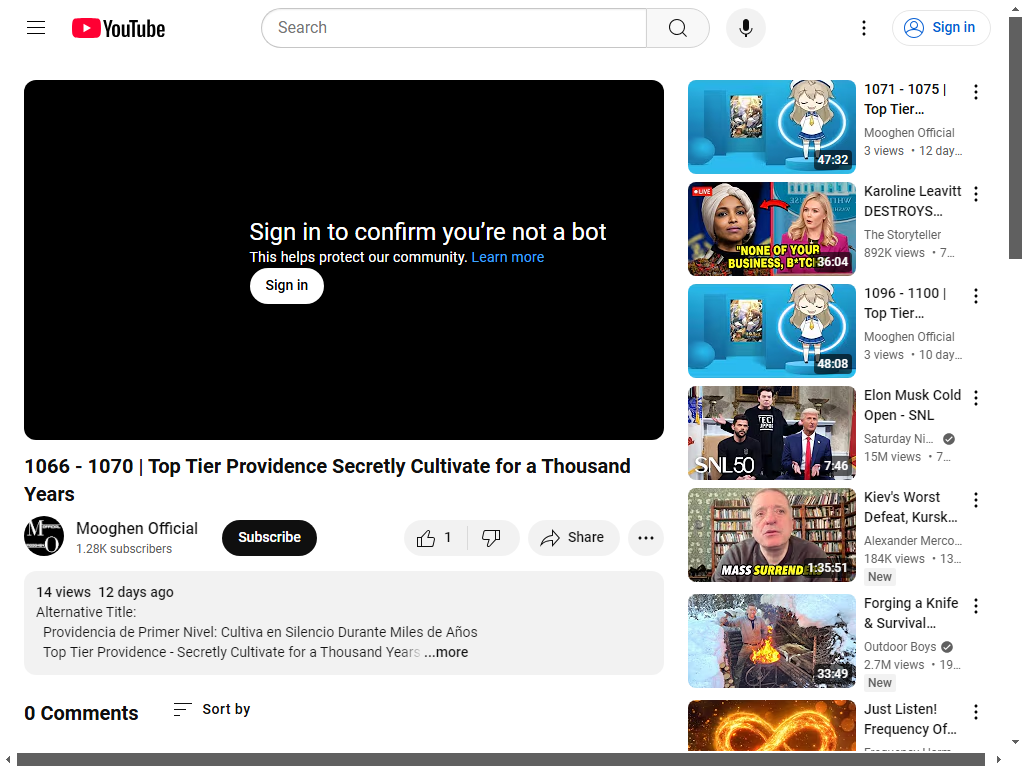 YouTube
Search
Sign in
Sign in to confirm you’re not a bot
This helps protect our community. Learn more
Sign in
1066 - 1070 | Top Tier Providence Secretly Cultivate for a Thousand
Years
Mooghen Official
1.28K subscribers
Subscribe
1
Share
14 views 12 days ago
Alternative Title:
Providencia de Primer Nivel: Cultiva en Silencio Durante Miles de Años
Top Tier Providence - Secretly Cultivate for a Thousand Years ...more
0 Comments
Sort by
47:32
1071 - 1075 |
Top Tier…
Mooghen Official
3 views • 12 day…
LIVE
"NONE OF YOUR
BUSINESS, B*TC
36:04
Karoline Leavitt
DESTROYS…
The Storyteller
892K views • 7…
48:08
1096 - 1100 |
Top Tier…
Mooghen Official
3 views • 10 day…
SNL50
7:46
Elon Musk Cold
Open - SNL
Saturday Ni…
15M views • 7…
MASS SURREND
1:35:51
Kiev's Worst
Defeat, Kursk…
Alexander Merco…
184K views • 13…
New
33:49
Forging a Knife
& Survival…
Outdoor Boys
2.7M views • 19…
New
Just Listen!
Frequency Of…